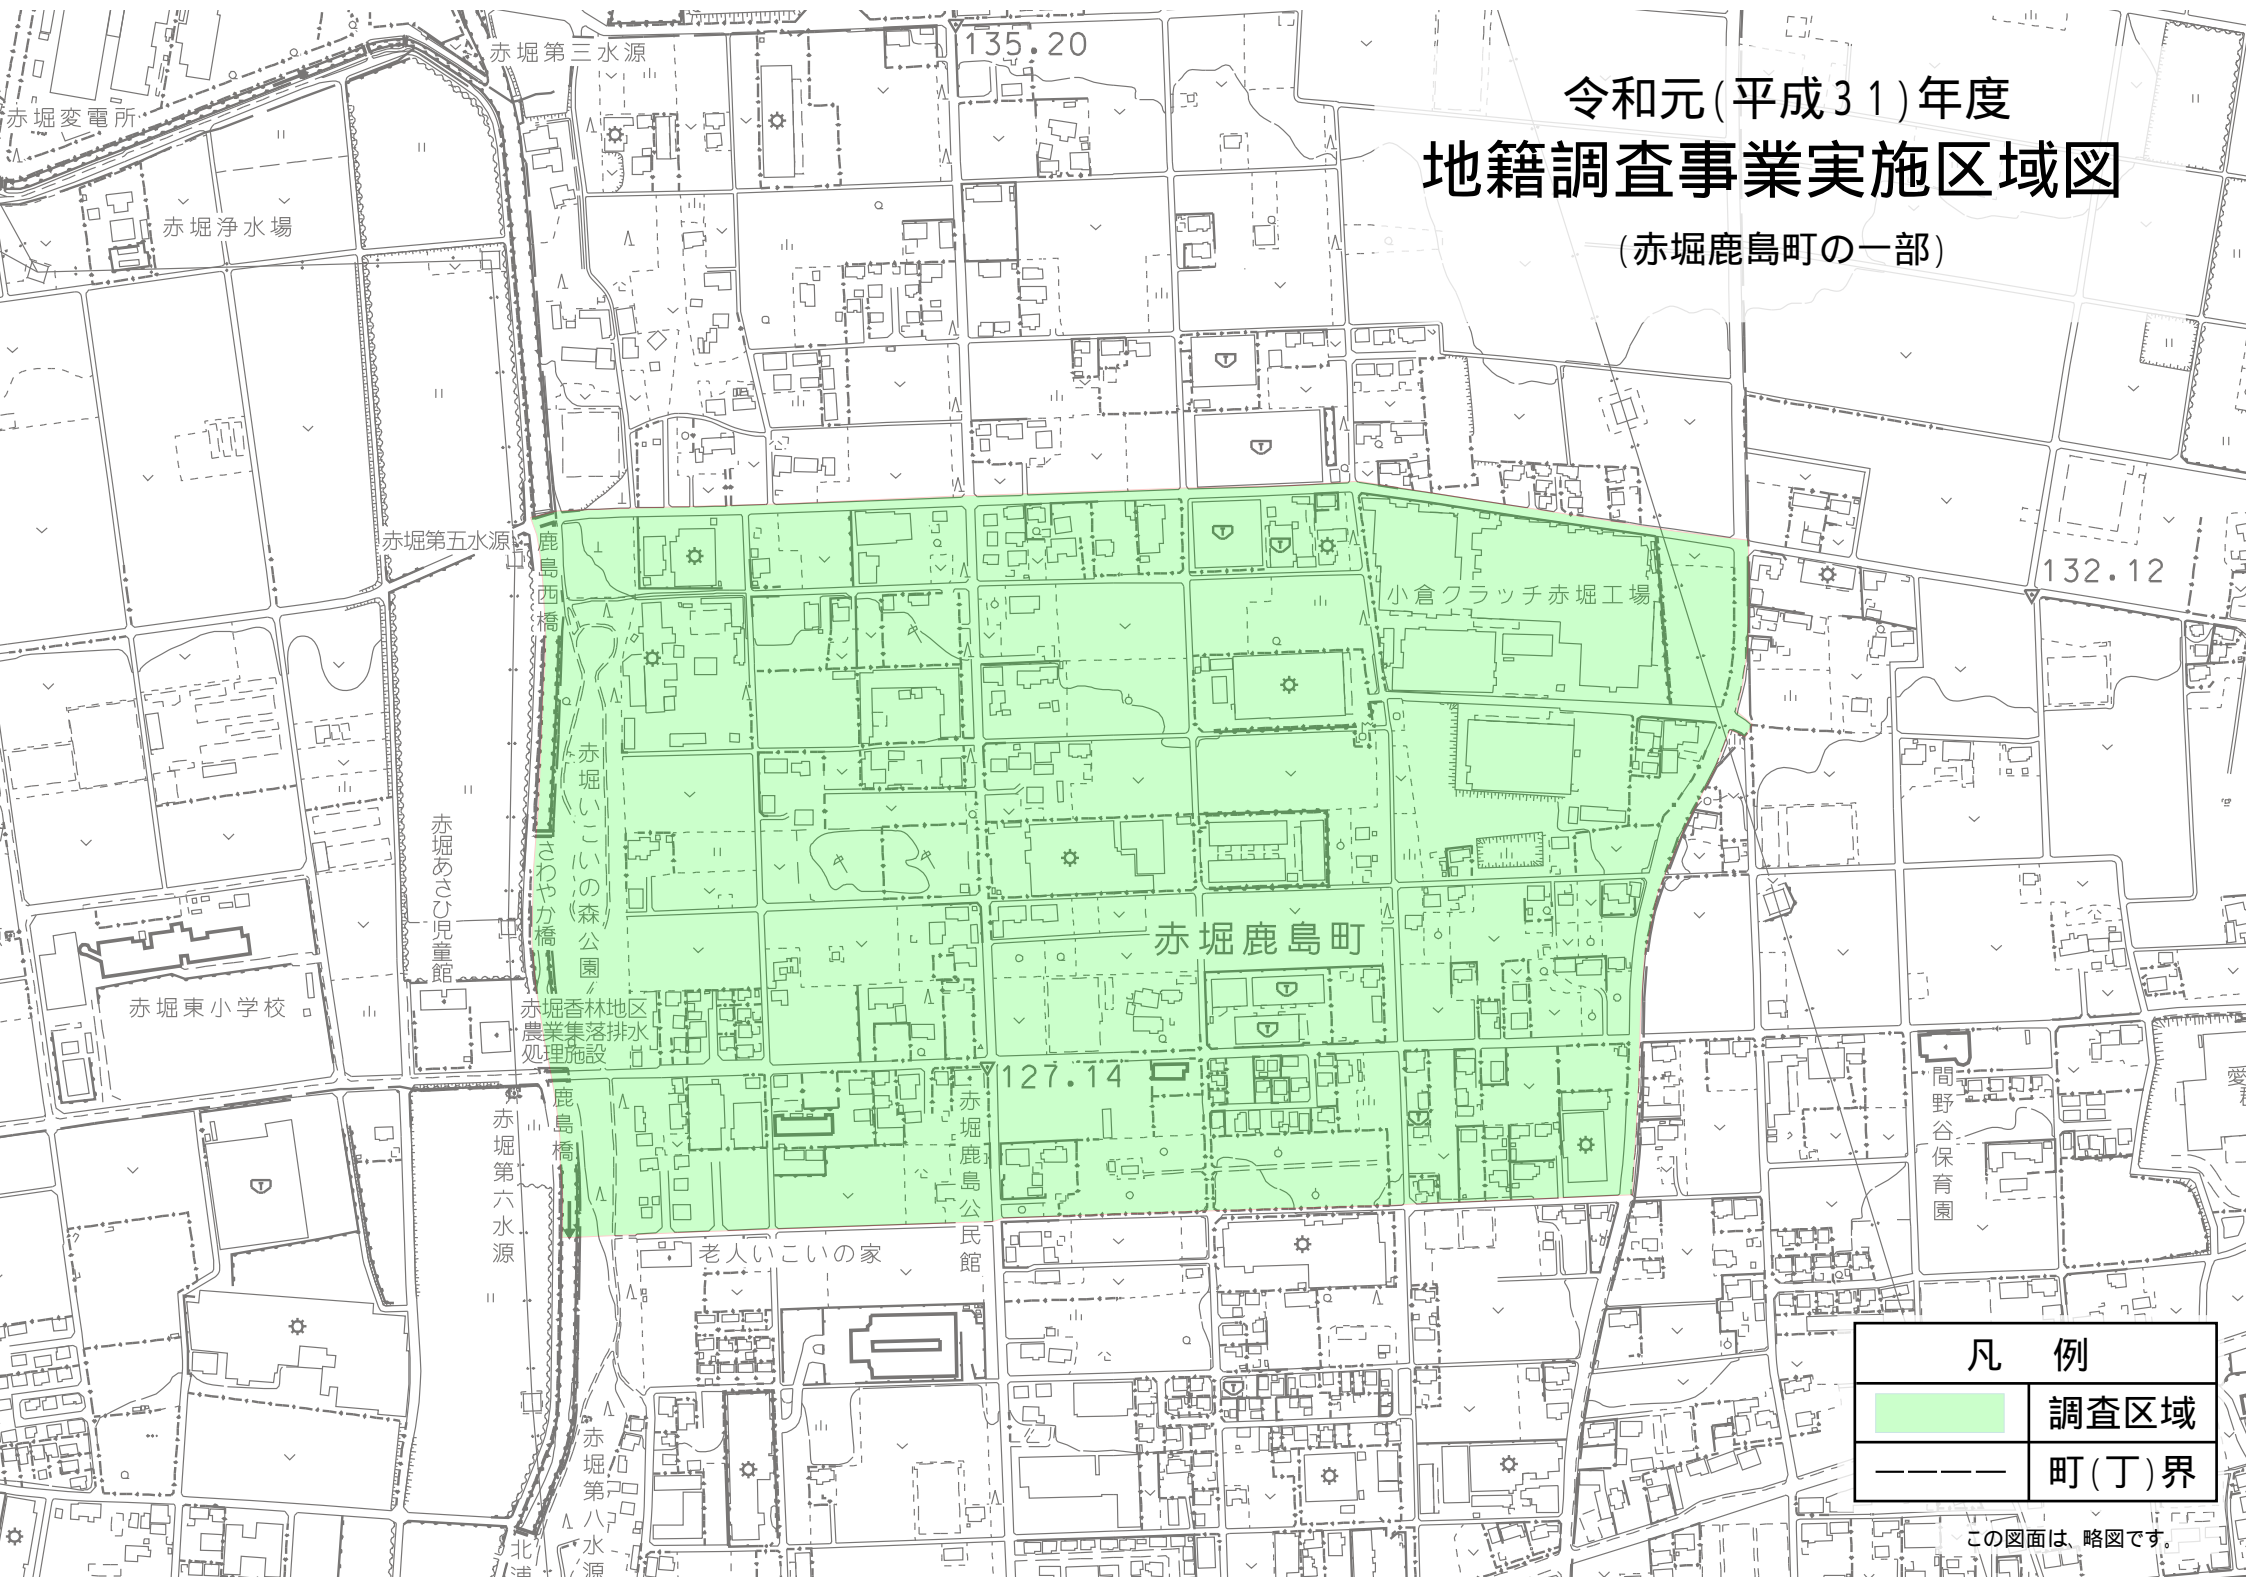 令和元(平成31)年度
地籍調査事業実施区域図
(赤堀鹿島町の一部)
赤堀第三水源
135.20
赤堀変電所
赤堀浄水場
赤堀第五水源
鹿島西橋
小倉クラッチ赤堀工場
132.12
赤堀いこいの森公園
赤堀あさひ児童館
さわやか橋
赤堀鹿島町
赤堀東小学校
赤堀香林地区
農業集落排水
処理施設
127.14
鹿島橋
赤堀第六水源
赤堀鹿島公民館
間野谷保育園
愛
老人いこいの家
赤堀第八水源
北浦
凡 例
調査区域
町(丁)界
この図面は、略図です。